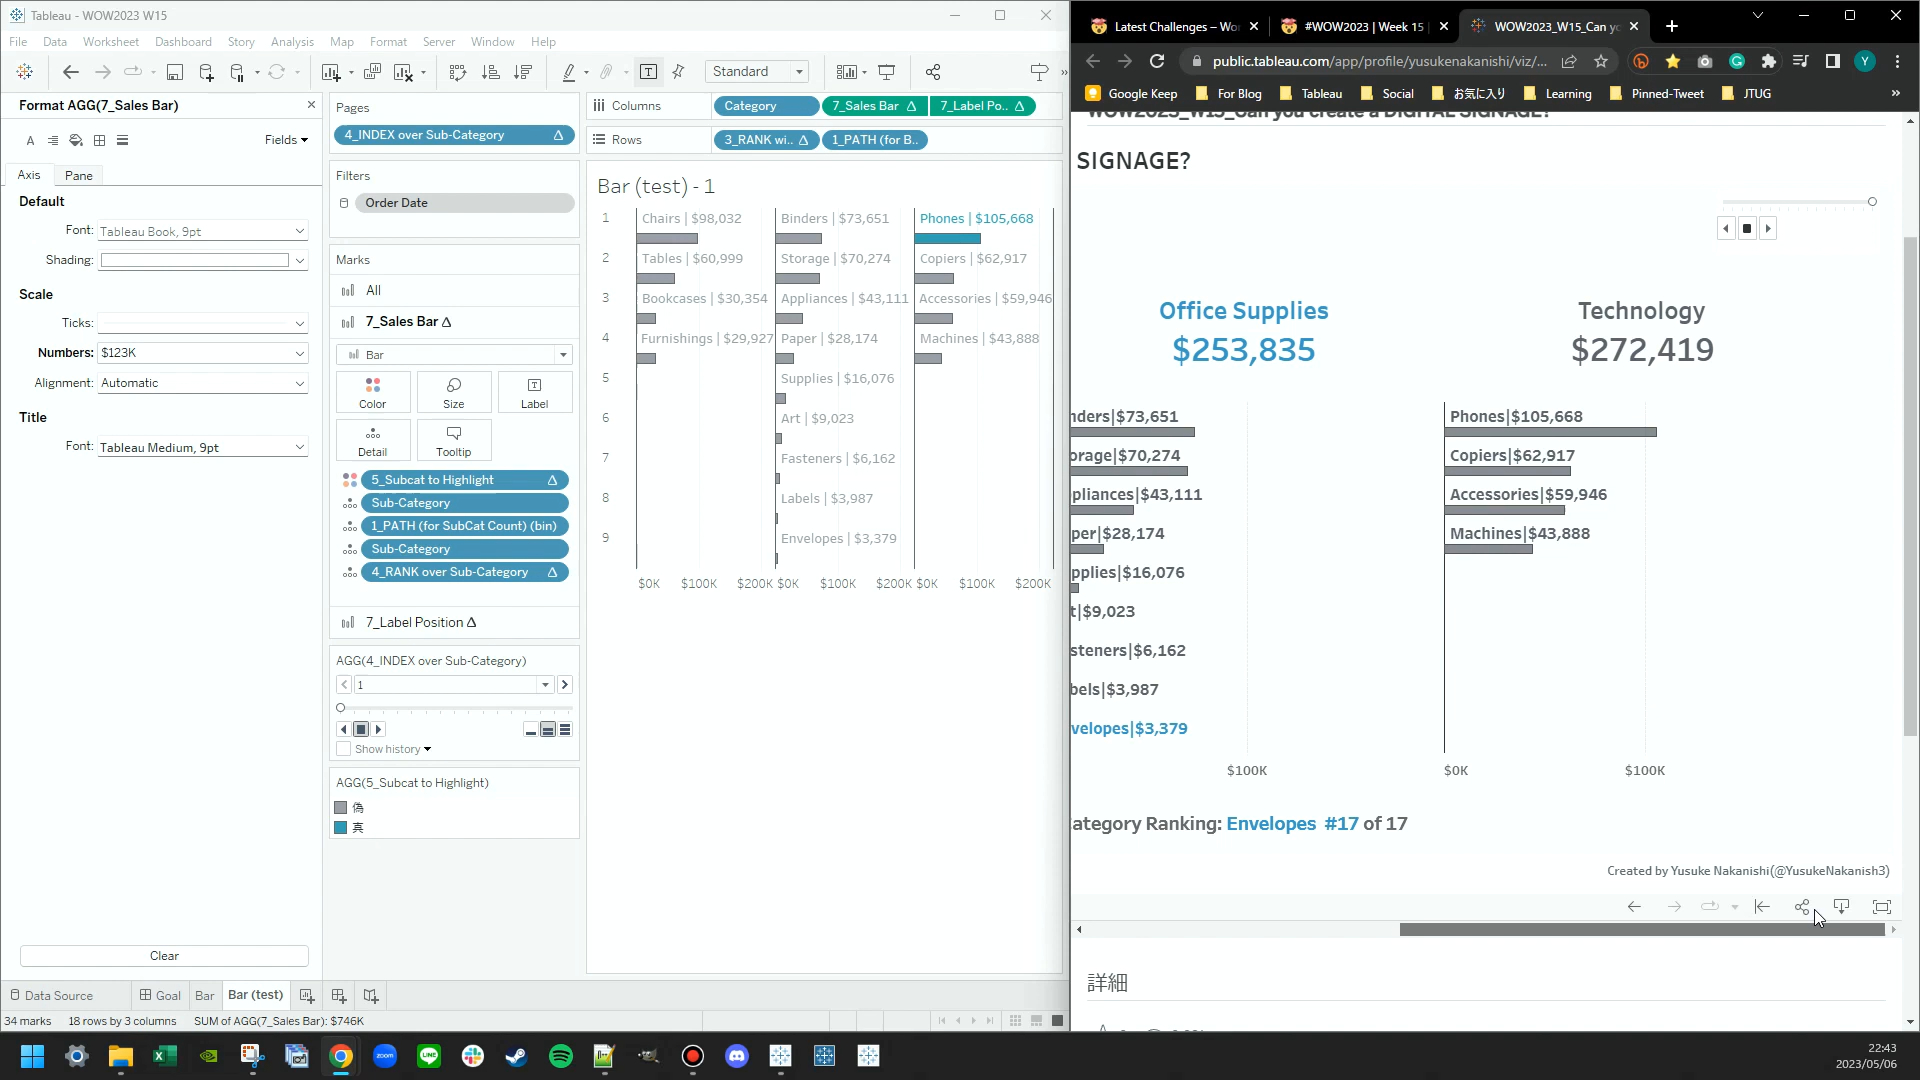 Tableau - WOW2023 W15
File Data Worksheet Dashboard Story Analysis Map Format Server Window Help
Standard
Format AGG(7_Sales Bar)
Fields
Axis Pane
Default
Font: Tableau Book, 9pt
Shading:
Scale
Ticks:
Numbers: $123K
Alignment: Automatic
Title
Font: Tableau Medium, 9pt
Clear
Pages
4_INDEX over Sub-Category
Filters
Order Date
Marks
All
7_Sales Bar
Bar
Color Size Label
Detail Tooltip
5_Subcat to Highlight
Sub-Category
1_PATH (for SubCat Count) (bin)
Sub-Category
4_RANK over Sub-Category
7_Label Position
AGG(4_INDEX over Sub-Category)
1
Show history
AGG(5_Subcat to Highlight)
偽
真
Columns Category 7_Sales Bar 7_Label Po..
Rows 3_RANK wi.. 1_PATH (for B..
Bar (test) - 1
1 Chairs | $98,032 Binders | $73,651 Phones | $105,668
2 Tables | $60,999 Storage | $70,274 Copiers | $62,917
3 Bookcases | $30,354 Appliances | $43,111 Accessories | $59,946
4 Furnishings | $29,927 Paper | $28,174 Machines | $43,888
5 Supplies | $16,076
6 Art | $9,023
7 Fasteners | $6,162
8 Labels | $3,987
9 Envelopes | $3,379
$0K $100K $200K $0K $100K $200K $0K $100K $200K
Data Source Goal Bar Bar (test)
34 marks 18 rows by 3 columns SUM of AGG(7_Sales Bar): $746K
Latest Challenges – Wo #WOW2023 | Week 15 | WOW2023_W15_Can yo
public.tableau.com/app/profile/yusukenakanishi/viz/...
Y
Google Keep For Blog Tableau Social お気に入り Learning Pinned-Tweet JTUG
WOW2023_W15_Can you create a DIGITAL SIGNAGE?
SIGNAGE?
Office Supplies Technology
$253,835 $272,419
nders|$73,651 Phones|$105,668
orage|$70,274 Copiers|$62,917
pliances|$43,111 Accessories|$59,946
per|$28,174 Machines|$43,888
pplies|$16,076
t|$9,023
steners|$6,162
bels|$3,987
velopes|$3,379
$100K $0K $100K
ategory Ranking: Envelopes #17 of 17
Created by Yusuke Nakanishi(@YusukeNakanish3)
詳細
zoom
LINE
22:43
2023/05/06